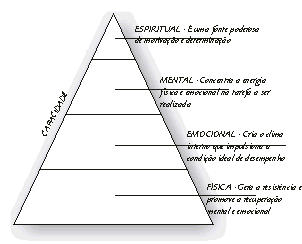 ESPIRITUAL - É uma fonte poderosa
de motivação e determinação
MENTAL - Concentra a energia
física e emocional na tarefa a ser
realizada
CAPACIDADE
EMOCIONAL - Cria o clima
interno que impulsiona a
condição ideal de desempenho
FÍSICA - Gera a resistência e
promove a recuperação
mental e emocional